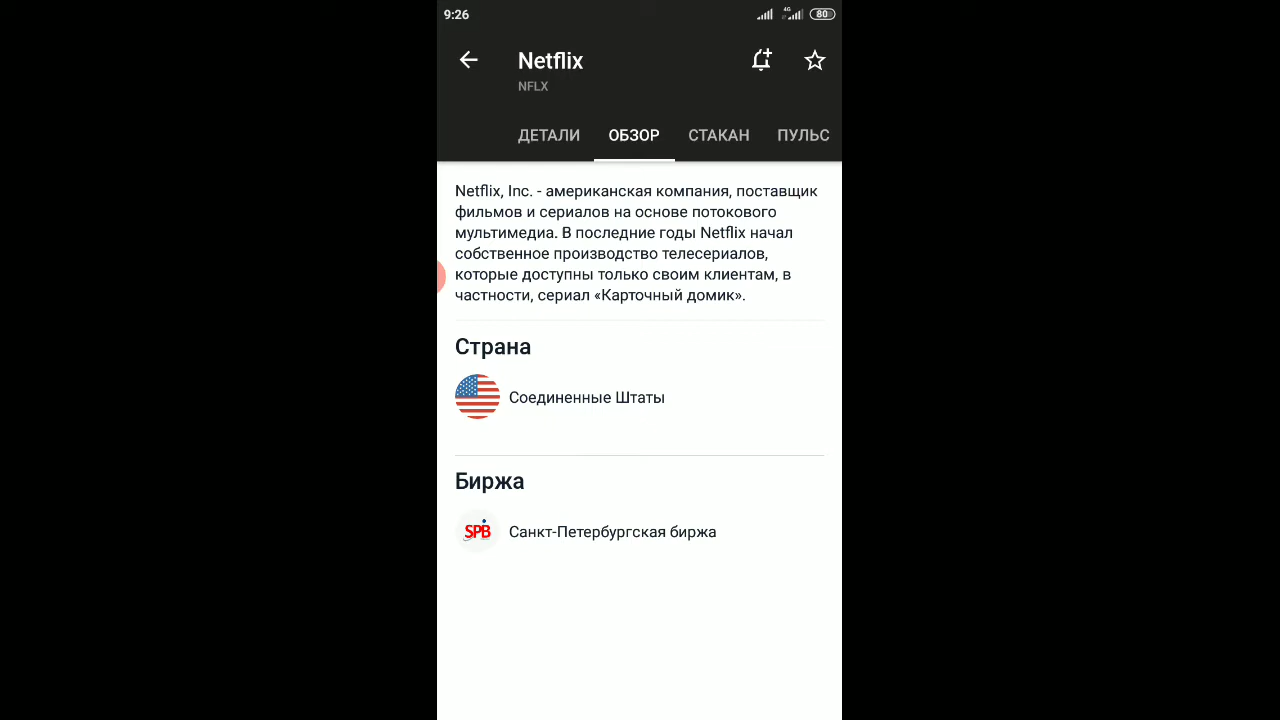 9:26
4G
80
Netflix
NFLX
ДЕТАЛИ ОБЗОР СТАКАН ПУЛЬС
Netflix, Inc. - американская компания, поставщик
фильмов и сериалов на основе потокового
мультимедиа. В последние годы Netflix начал
собственное производство телесериалов,
которые доступны только своим клиентам, в
частности, сериал «Карточный домик».
Страна
Соединенные Штаты
Биржа
SPB
Санкт-Петербургская биржа